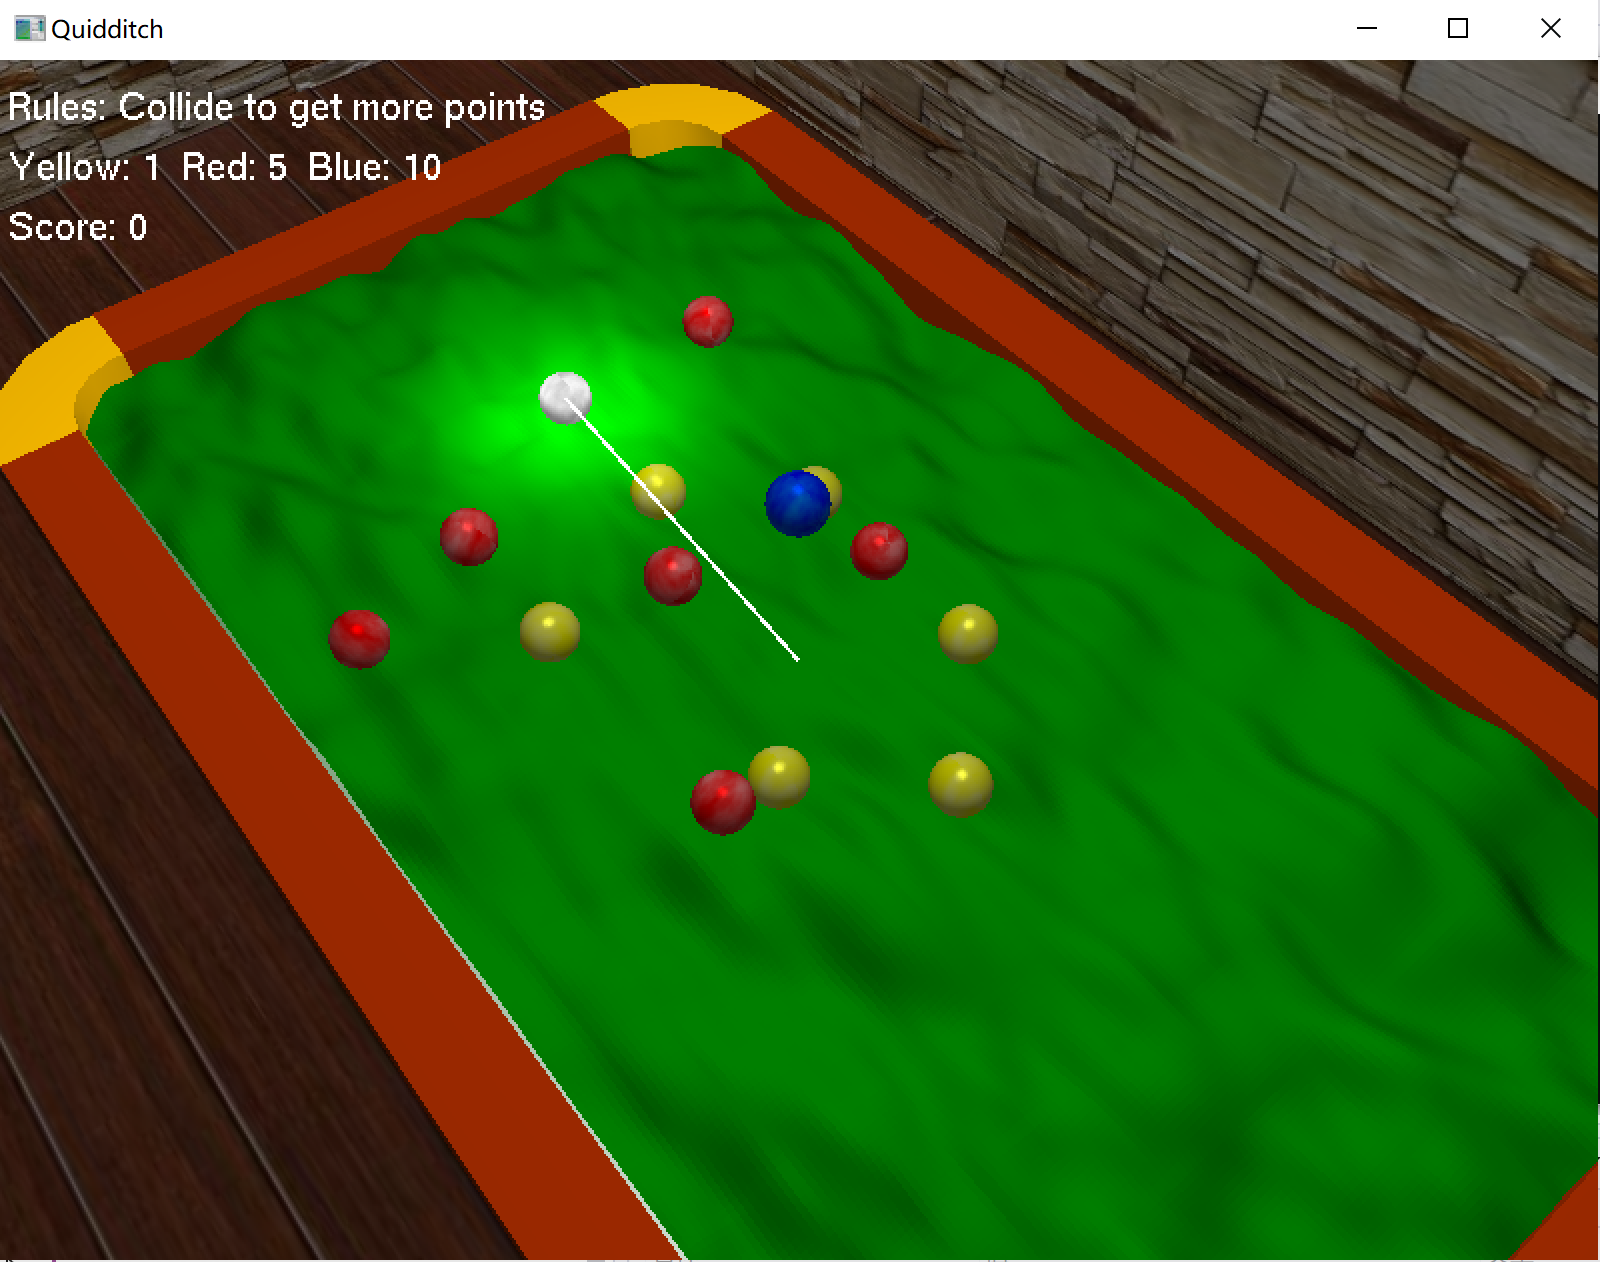 Quidditch
Rules: Collide to get more points
Yellow: 1 Red: 5 Blue: 10
Score: 0